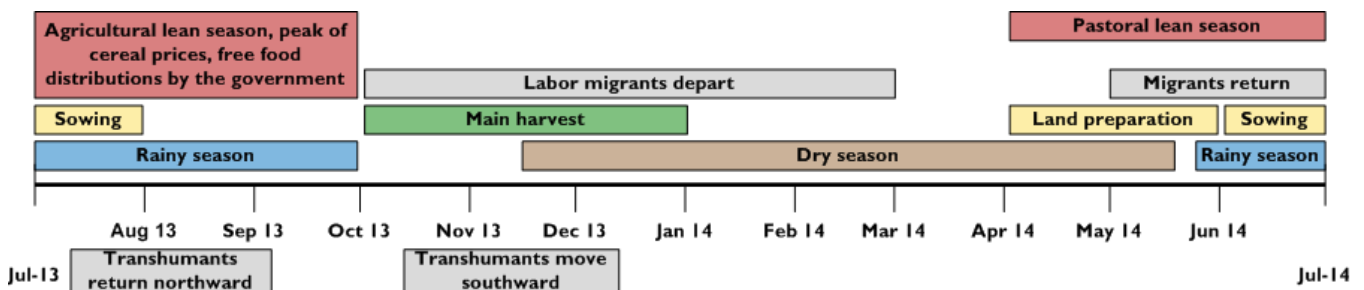 Agricultural lean season, peak of
cereal prices, free food
distributions by the government
Pastoral lean season
Labor migrants depart
Migrants return
Sowing
Main harvest
Land preparation
Sowing
Rainy season
Dry season
Rainy season
Aug 13
Sep 13
Oct 13
Nov 13
Dec 13
Jan 14
Feb 14
Mar 14
Apr 14
May 14
Jun 14
Jul-13
Transhumants
return northward
Transhumants move
southward
Jul-14